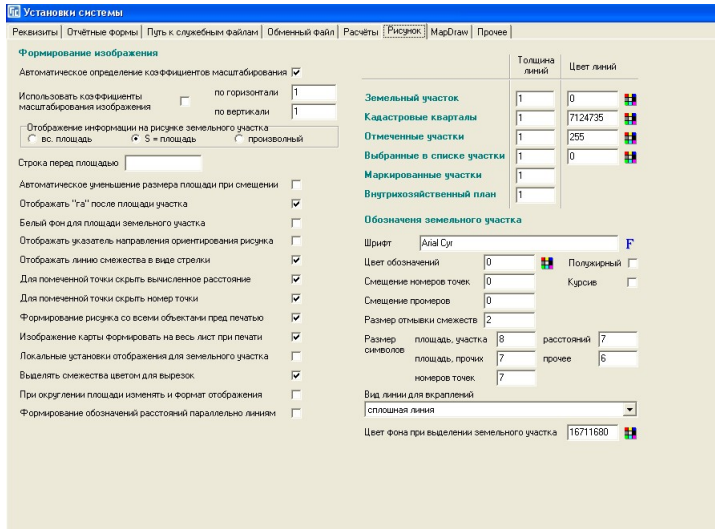 Установки системы
Реквизиты Отчётные формы Путь к служебным файлам Обменный файл Расчёты Рисунок MapDraw Прочее
Формирование изображения
Автоматическое определение коэффициентов масштабирования
Использовать коэффициенты масштабирования изображения
по горизонтали 1
по вертикали 1
Отображение информации на рисунке земельного участка
вс. площадь S = площадь произволный
Строка перед площадью
Автоматическое уменьшение размера площади при смещении
Отображать "га" после площади участка
Белый фон для площади земельного участка
Отображать указатель направления ориентирования рисунка
Отображать линию смежества в виде стрелки
Для помеченной точки скрыть вычисленное расстояние
Для помеченной точки скрыть номер точки
Формирование рисунка со всеми объектами пред печатью
Изображение карты формировать на весь лист при печати
Локальные установки отображения для земельного участка
Выделять смежества цветом для вырезок
При округлении площади изменять и формат отображения
Формирование обозначений расстояний параллельно линиям
Толщина линий Цвет линий
Земельный участок 1 0
Кадастровые кварталы 1 7124735
Отмеченные участки 1 255
Выбранные в списке участки 1 0
Маркированные участки 1
Внутрихозяйственный план 1
Обозначеня земельного участка
Шрифт Arial Cyr F
Цвет обозначений 0 Полужирный
Смещение номеров точек 0 Курсив
Смещение промеров 0
Размер отмывки смежеств 2
Размер символов площадь, участка 8 расстояний 7
площадь, прочих 7 прочее 6
номеров точек 7
Вид линии для вкраплений
сплошная линия
Цвет фона при выделении земельного участка 16711680